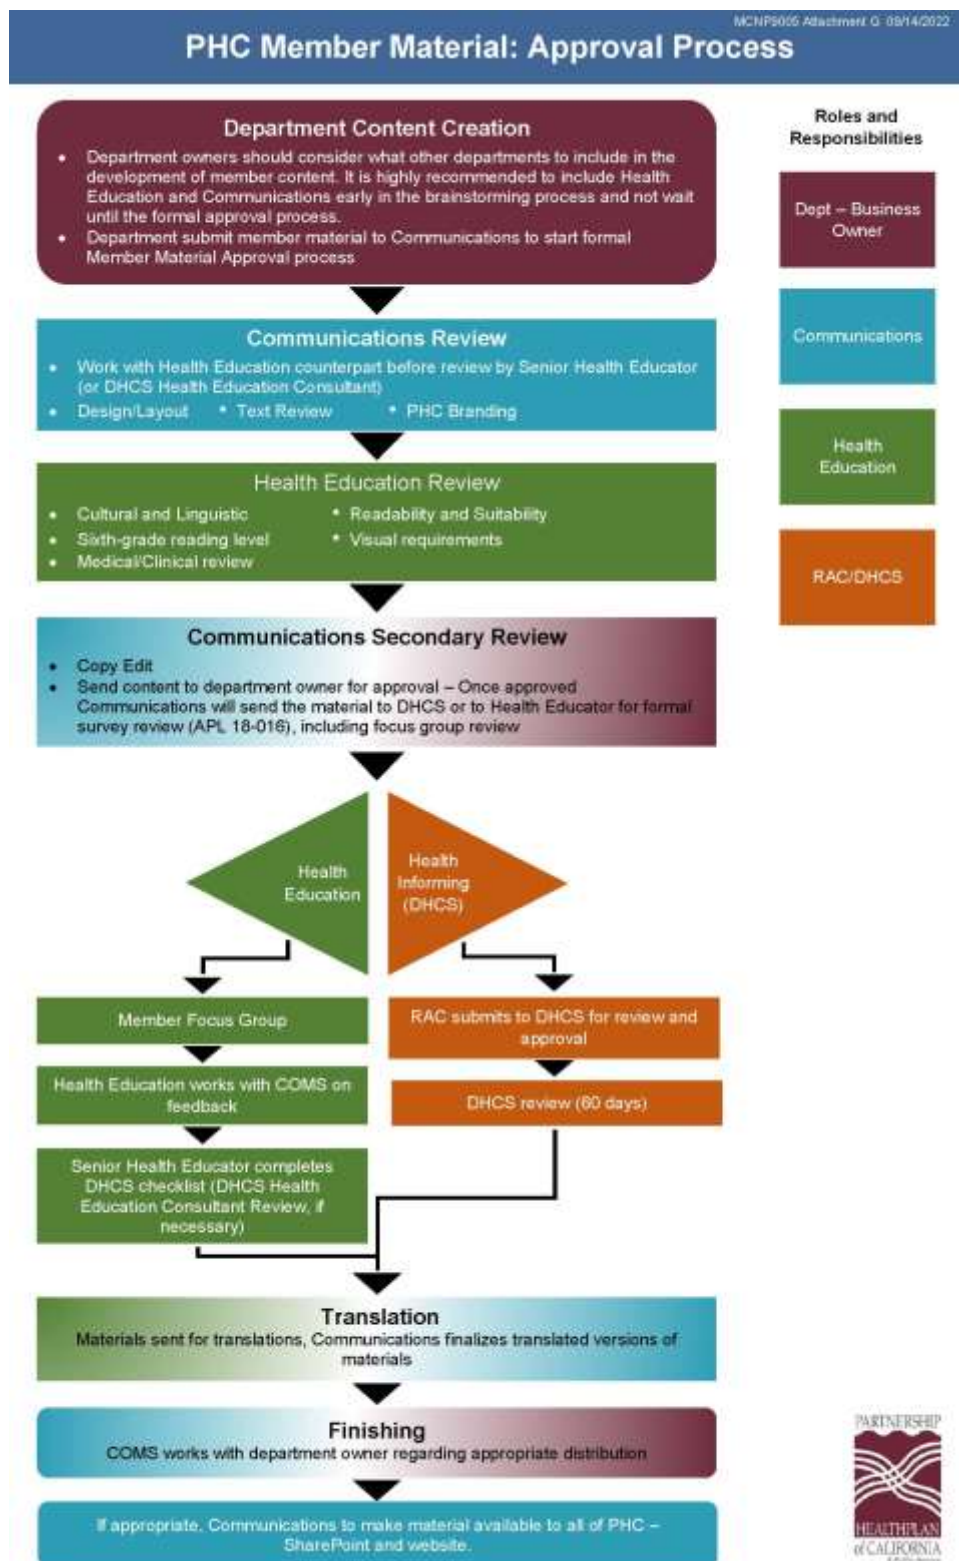 MCNP9005 Attachment G 09/14/2022
PHC Member Material: Approval Process
Department Content Creation
• Department owners should consider what other departments to include in the
development of member content. It is highly recommended to include Health
Education and Communications early in the brainstorming process and not wait
until the formal approval process.
• Department submit member material to Communications to start formal
Member Material Approval process
Roles and
Responsibilities
Dept – Business
Owner
Communications
Health
Education
RAC/DHCS
Communications Review
• Work with Health Education counterpart before review by Senior Health Educator
(or DHCS Health Education Consultant)
• Design/Layout • Text Review • PHC Branding
Health Education Review
• Cultural and Linguistic • Readability and Suitability
• Sixth-grade reading level • Visual requirements
• Medical/Clinical review
Communications Secondary Review
• Copy Edit
• Send content to department owner for approval – Once approved
Communications will send the material to DHCS or to Health Educator for formal
survey review (APL 18-016), including focus group review
Health
Education
Health
Informing
(DHCS)
Member Focus Group
Health Education works with COMS on
feedback
Senior Health Educator completes
DHCS checklist (DHCS Health
Education Consultant Review, if
necessary)
RAC submits to DHCS for review and
approval
DHCS review (60 days)
Translation
Materials sent for translations, Communications finalizes translated versions of
materials
Finishing
COMS works with department owner regarding appropriate distribution
If appropriate, Communications to make material available to all of PHC –
SharePoint and website.
PARTNERSHIP
HEALTHPLAN
of CALIFORNIA